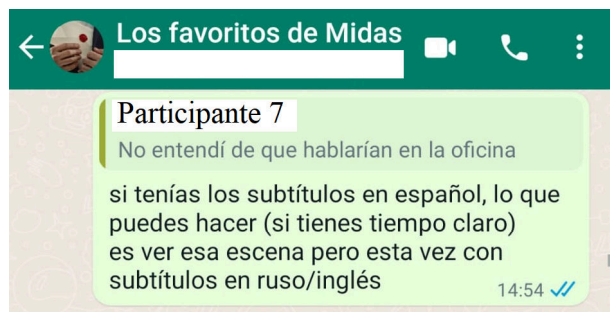 Los favoritos de Midas
Participante 7
No entendí de que hablarían en la oficina
si tenías los subtítulos en español, lo que
puedes hacer (si tienes tiempo claro)
es ver esa escena pero esta vez con
subtítulos en ruso/inglés
14:54